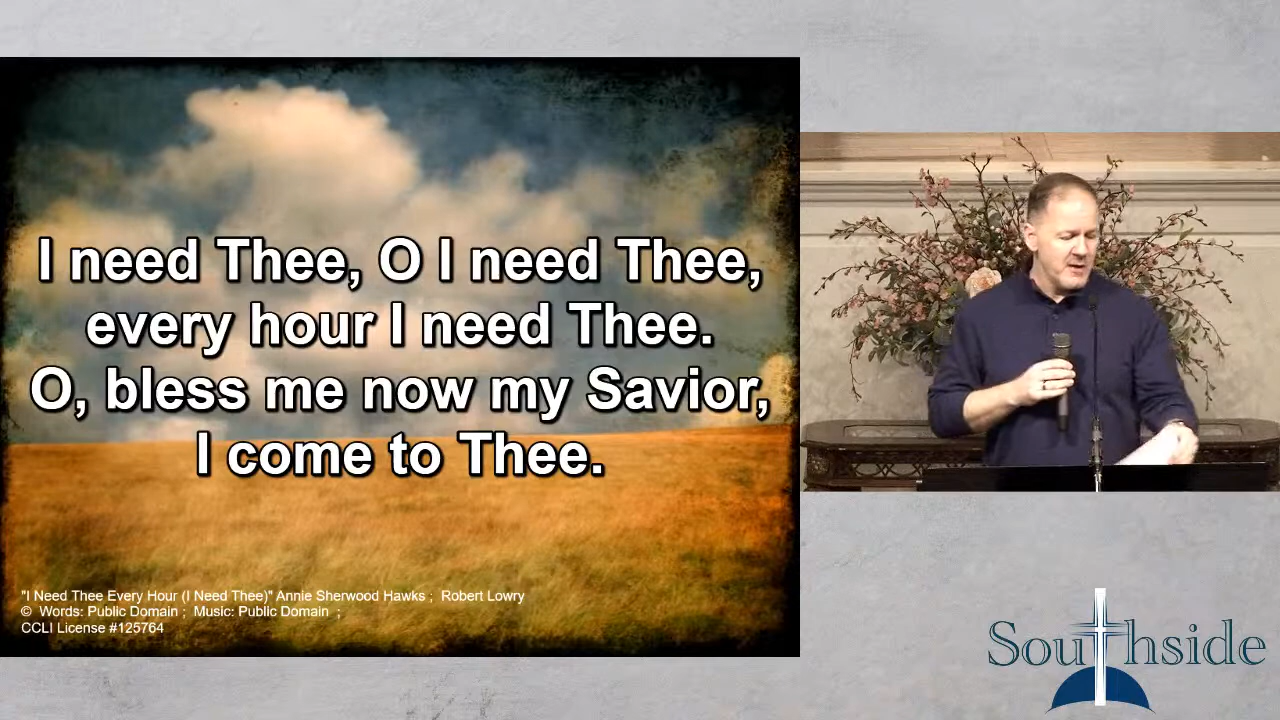 I need Thee, O I need Thee,
every hour I need Thee.
O, bless me now my Savior,
I come to Thee.
"I Need Thee Every Hour (I Need Thee)" Annie Sherwood Hawks ;  Robert Lowry
©  Words: Public Domain ;  Music: Public Domain  ;
CCLI License #125764
Southside